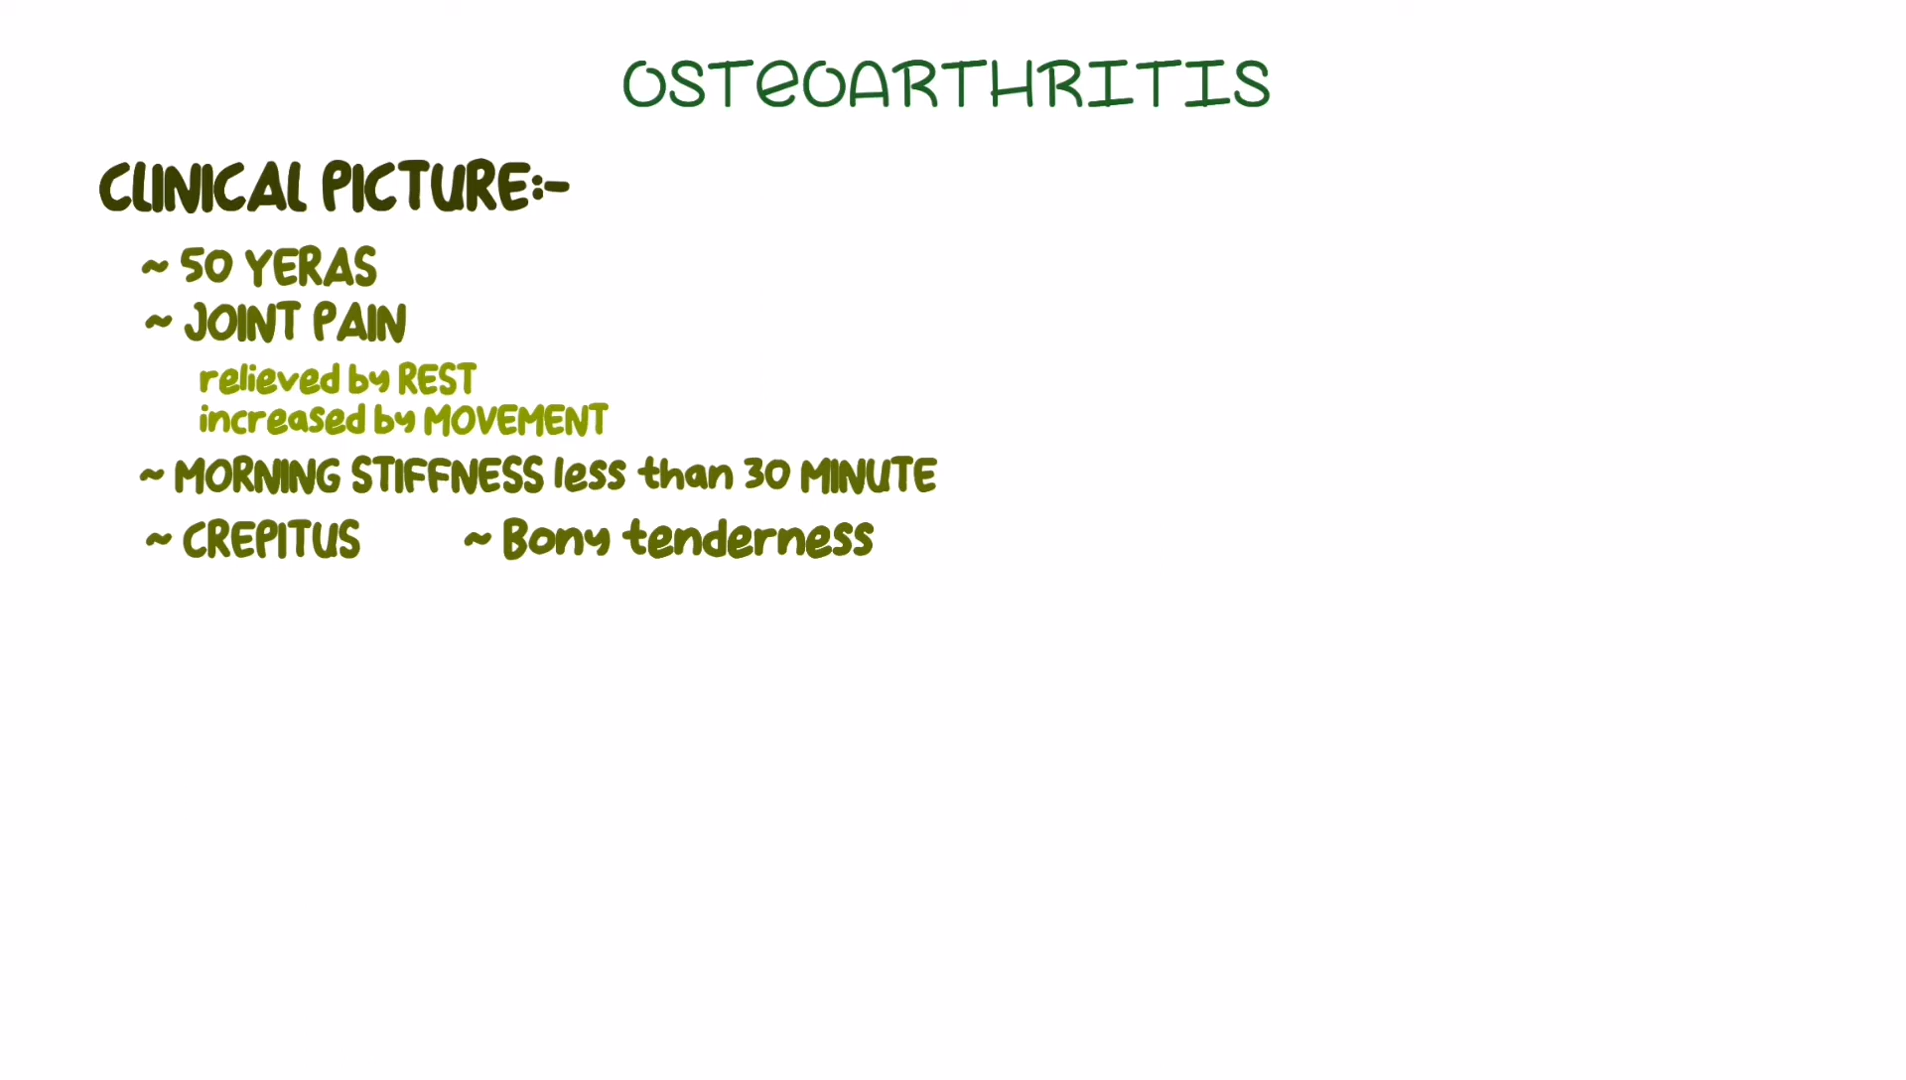 OSTEOARTHRITIS
CLINICAL PICTURE:-
~ 50 YERAS
~ JOINT PAIN
relieved by REST
increased by MOVEMENT
~ MORNING STIFFNESS less than 30 MINUTE
~ CREPITUS ~ Bony tenderness